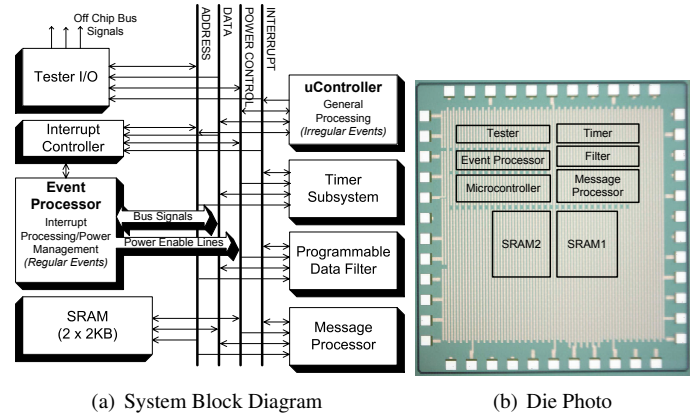 Off Chip Bus
Signals
ADDRESS
DATA
POWER CONTROL
INTERRUPT
Tester I/O
uController
General
Processing
(Irregular Events)
Interrupt
Controller
Event
Processor
Interrupt
Processing/Power
Management
(Regular Events)
Bus Signals
Power Enable Lines
Timer
Subsystem
Programmable
Data Filter
SRAM
(2 x 2KB)
Message
Processor
(a) System Block Diagram
Tester
Timer
Event Processor
Filter
Microcontroller
Message
Processor
SRAM2
SRAM1
(b) Die Photo